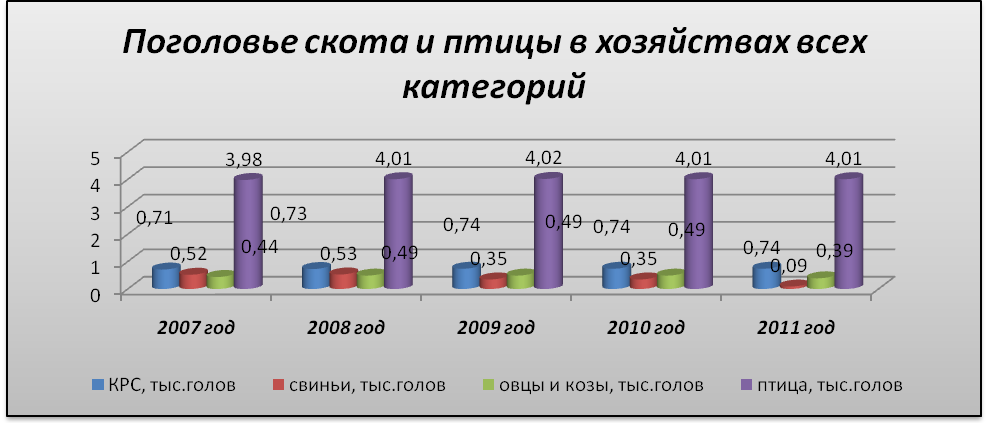 Поголовье скота и птицы в хозяйствах всех
категорий
5
4
3
2
1
0
3,98
4,01
4,02
4,01
4,01
0,71
0,73
0,74
0,49
0,74
0,49
0,52
0,44
0,53
0,49
0,35
0,35
0,74
0,09
0,39
2007 год
2008 год
2009 год
2010 год
2011 год
КРС, тыс.голов
свиньи, тыс.голов
овцы и козы, тыс.голов
птица, тыс.голов